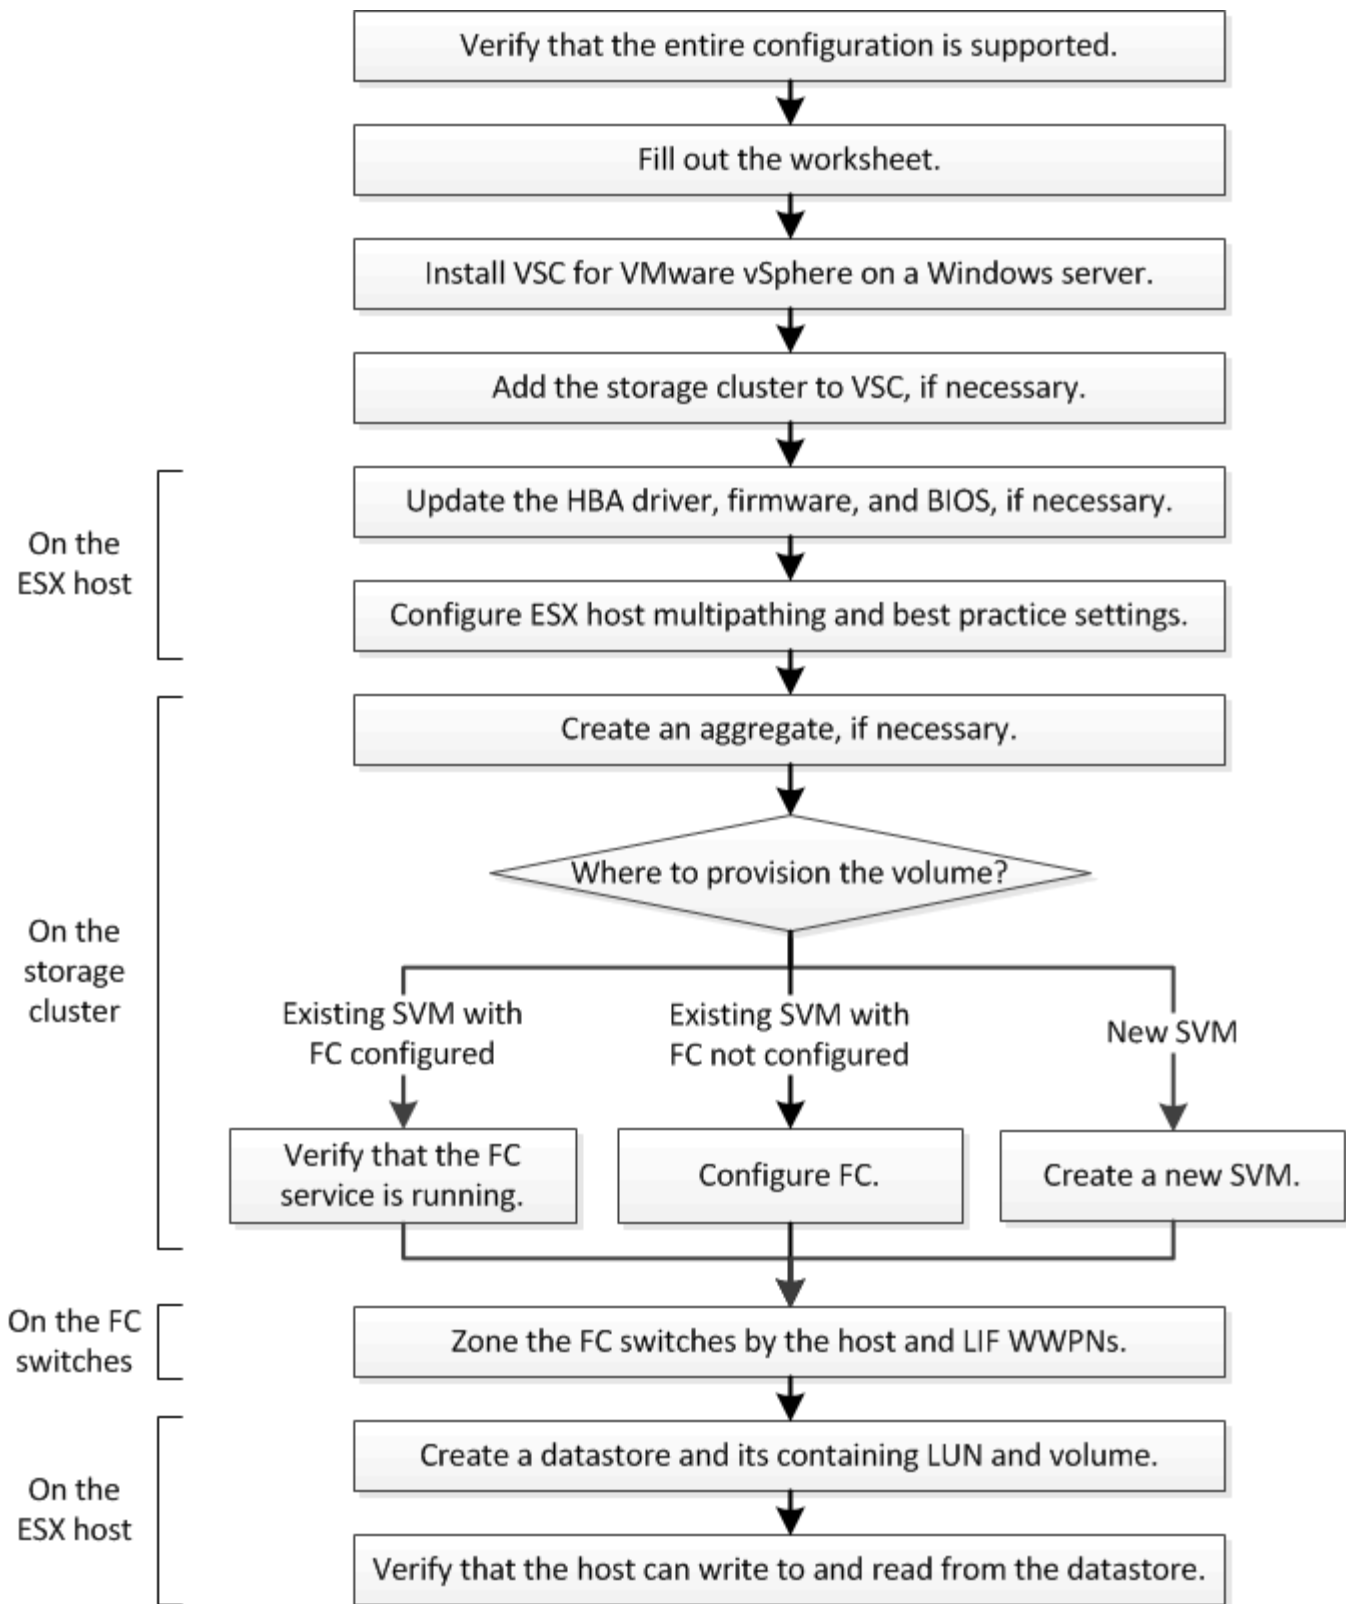 Verify that the entire configuration is supported.
Fill out the worksheet.
Install VSC for VMware vSphere on a Windows server.
Add the storage cluster to VSC, if necessary.
On the
ESX host
Update the HBA driver, firmware, and BIOS, if necessary.
Configure ESX host multipathing and best practice settings.
On the
storage
cluster
Create an aggregate, if necessary.
Where to provision the volume?
Existing SVM with
FC configured
Existing SVM with
FC not configured
New SVM
Verify that the FC
service is running.
Configure FC.
Create a new SVM.
On the FC
switches
Zone the FC switches by the host and LIF WWPNs.
On the
ESX host
Create a datastore and its containing LUN and volume.
Verify that the host can write to and read from the datastore.